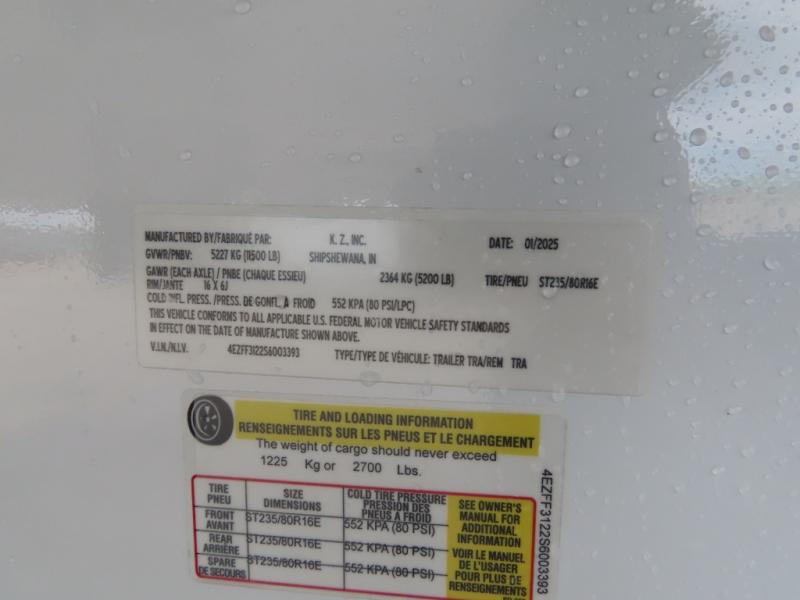 MANUFACTURED BY/FABRIQUÉ PAR: K. Z., INC. DATE: 01/2025
GVWR/PNBV: 5227 KG (11500 LB) SHIPSHEWANA, IN
GAWR (EACH AXLE) / PNBE (CHAQUE ESSIEU) 2364 KG (5200 LB) TIRE/PNEU ST235/80R16E
RIM/JANTE 16 X 6J
COLD INFL. PRESS. /PRESS. DE GONFL. À FROID 552 KPA (80 PSI/LPC)
THIS VEHICLE CONFORMS TO ALL APPLICABLE U.S. FEDERAL MOTOR VEHICLE SAFETY STANDARDS
IN EFFECT ON THE DATE OF MANUFACTURE SHOWN ABOVE.
V.I.N./N.I.V. 4EZFF3122S6003393 TYPE/TYPE DE VÉHICULE: TRAILER TRA/REM TRA
TIRE AND LOADING INFORMATION
RENSEIGNEMENTS SUR LES PNEUS ET LE CHARGEMENT
The weight of cargo should never exceed
1225 Kg or 2700 Lbs.
TIRE
PNEU
SIZE
DIMENSIONS
COLD TIRE PRESSURE
PRESSION DES
PNEUS À FROID
FRONT
AVANT
ST235/80R16E
552 KPA (80 PSI)
REAR
ARRIÈRE
ST235/80R16E
552 KPA (80 PSI)
SPARE
DE SECOURS
ST235/80R16E
552 KPA (80 PSI)
SEE OWNER'S
MANUAL FOR
ADDITIONAL
INFORMATION
VOIR LE MANUEL
DE L'USAGER
POUR PLUS DE
RENSEIGNEMENTS
4EZFF3122S6003393